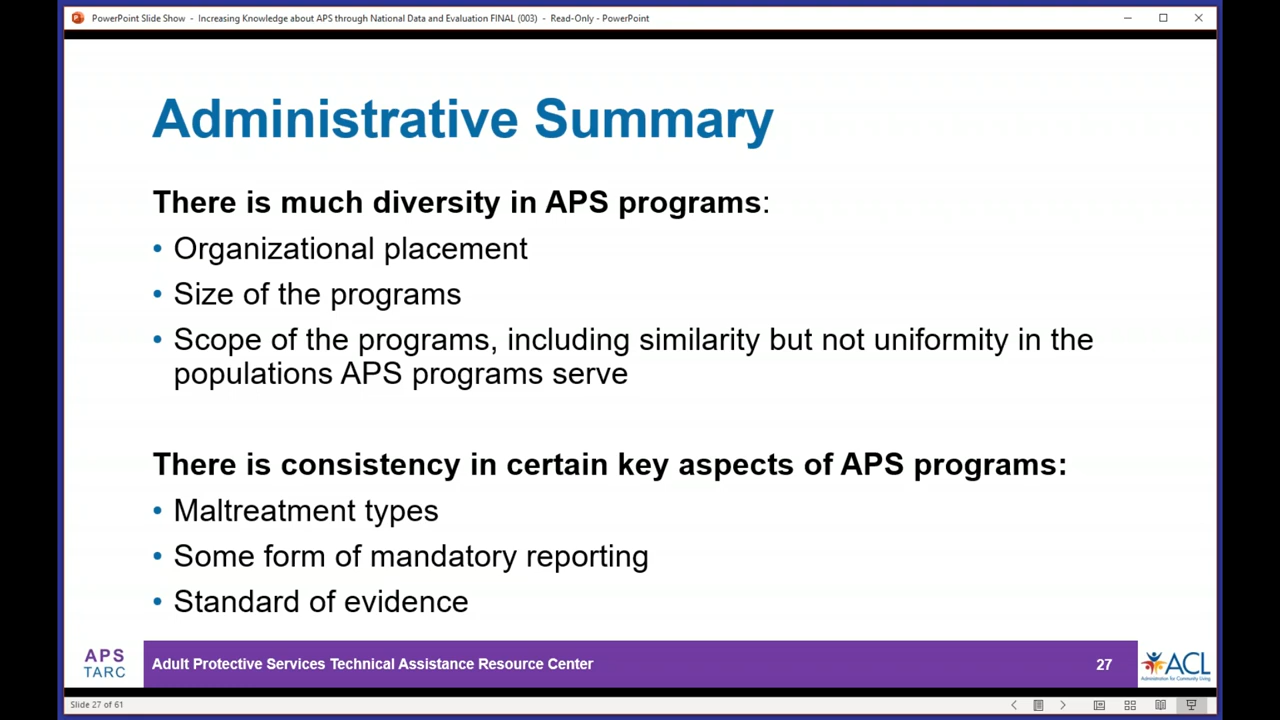 PowerPoint Slide Show - Increasing Knowledge about APS through National Data and Evaluation FINAL (003) - Read-Only - PowerPoint
Administrative Summary
There is much diversity in APS programs:
• Organizational placement
• Size of the programs
• Scope of the programs, including similarity but not uniformity in the
populations APS programs serve
There is consistency in certain key aspects of APS programs:
• Maltreatment types
• Some form of mandatory reporting
• Standard of evidence
APS
TARC
Adult Protective Services Technical Assistance Resource Center
27
ACL
Administration for Community Living
Slide 27 of 61